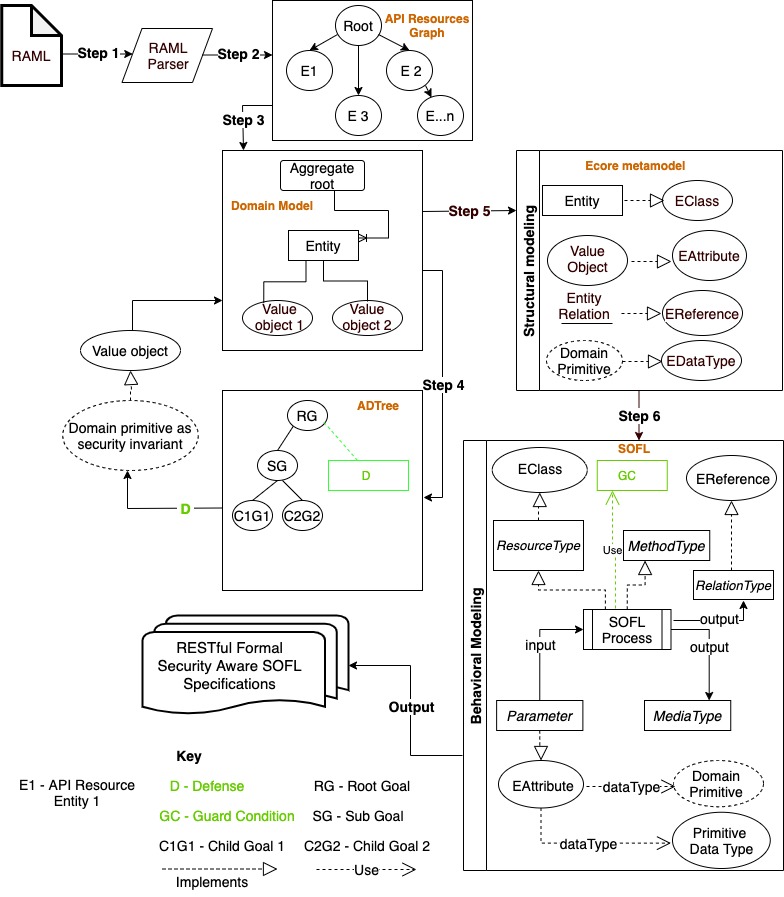 RAML
Step 1
RAML
Parser
Step 2
API Resources
Graph
Root
E1
E 2
E 3
E...n
Step 3
Aggregate
root
Domain Model
Entity
Value
object 1
Value
object 2
Step 5
Structural modeling
Ecore metamodel
Entity
EClass
Value
Object
EAttribute
Entity
Relation
EReference
Domain
Primitive
EDataType
Value object
Domain primitive as
security invariant
D
Step 4
ADTree
RG
SG
D
C1G1
C2G2
Step 6
Behavioral Modeling
SOFL
EClass
GC
EReference
ResourceType
Use
MethodType
RelationType
SOFL
Process
output
output
input
Parameter
MediaType
EAttribute
dataType
Domain
Primitive
dataType
Primitive
Data Type
RESTful Formal
Security Aware SOFL
Specifications
Output
Key
E1 - API Resource
Entity 1
D - Defense
RG - Root Goal
GC - Guard Condition
SG - Sub Goal
C1G1 - Child Goal 1
C2G2 - Child Goal 2
Implements
Use